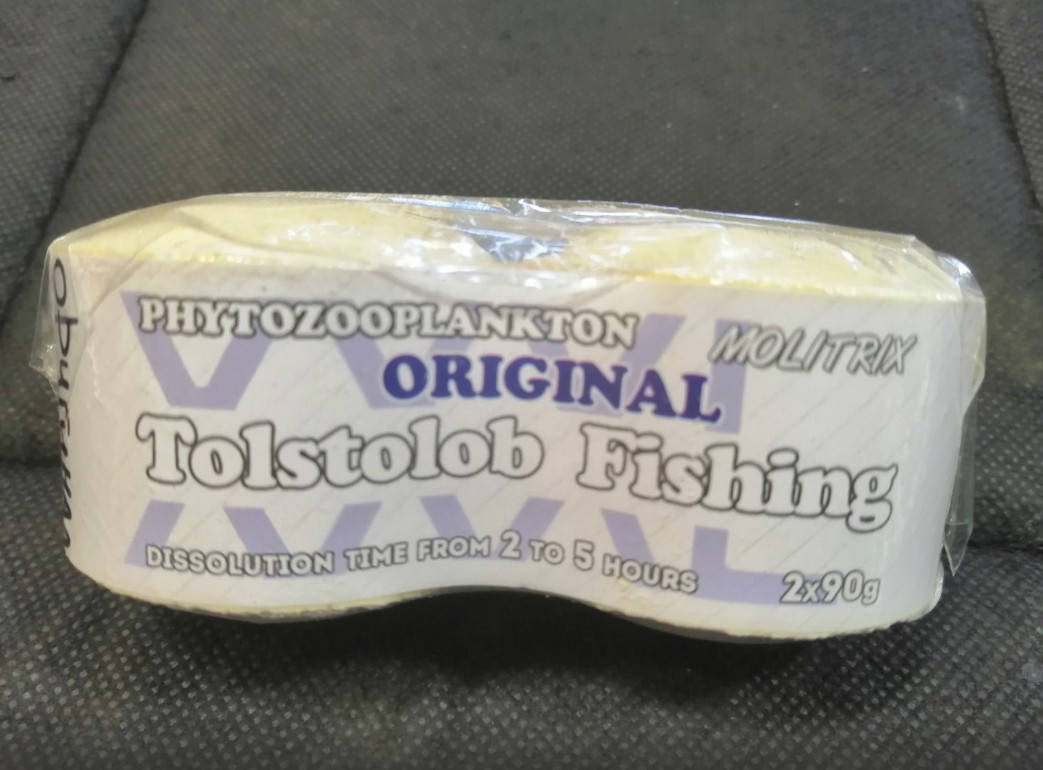 PHYTOZOOPLANKTON
MOLITRIX
ORIGINAL
Tolstolob Fishing
DISSOLUTION TIME FROM 2 TO 5 HOURS
2x90g